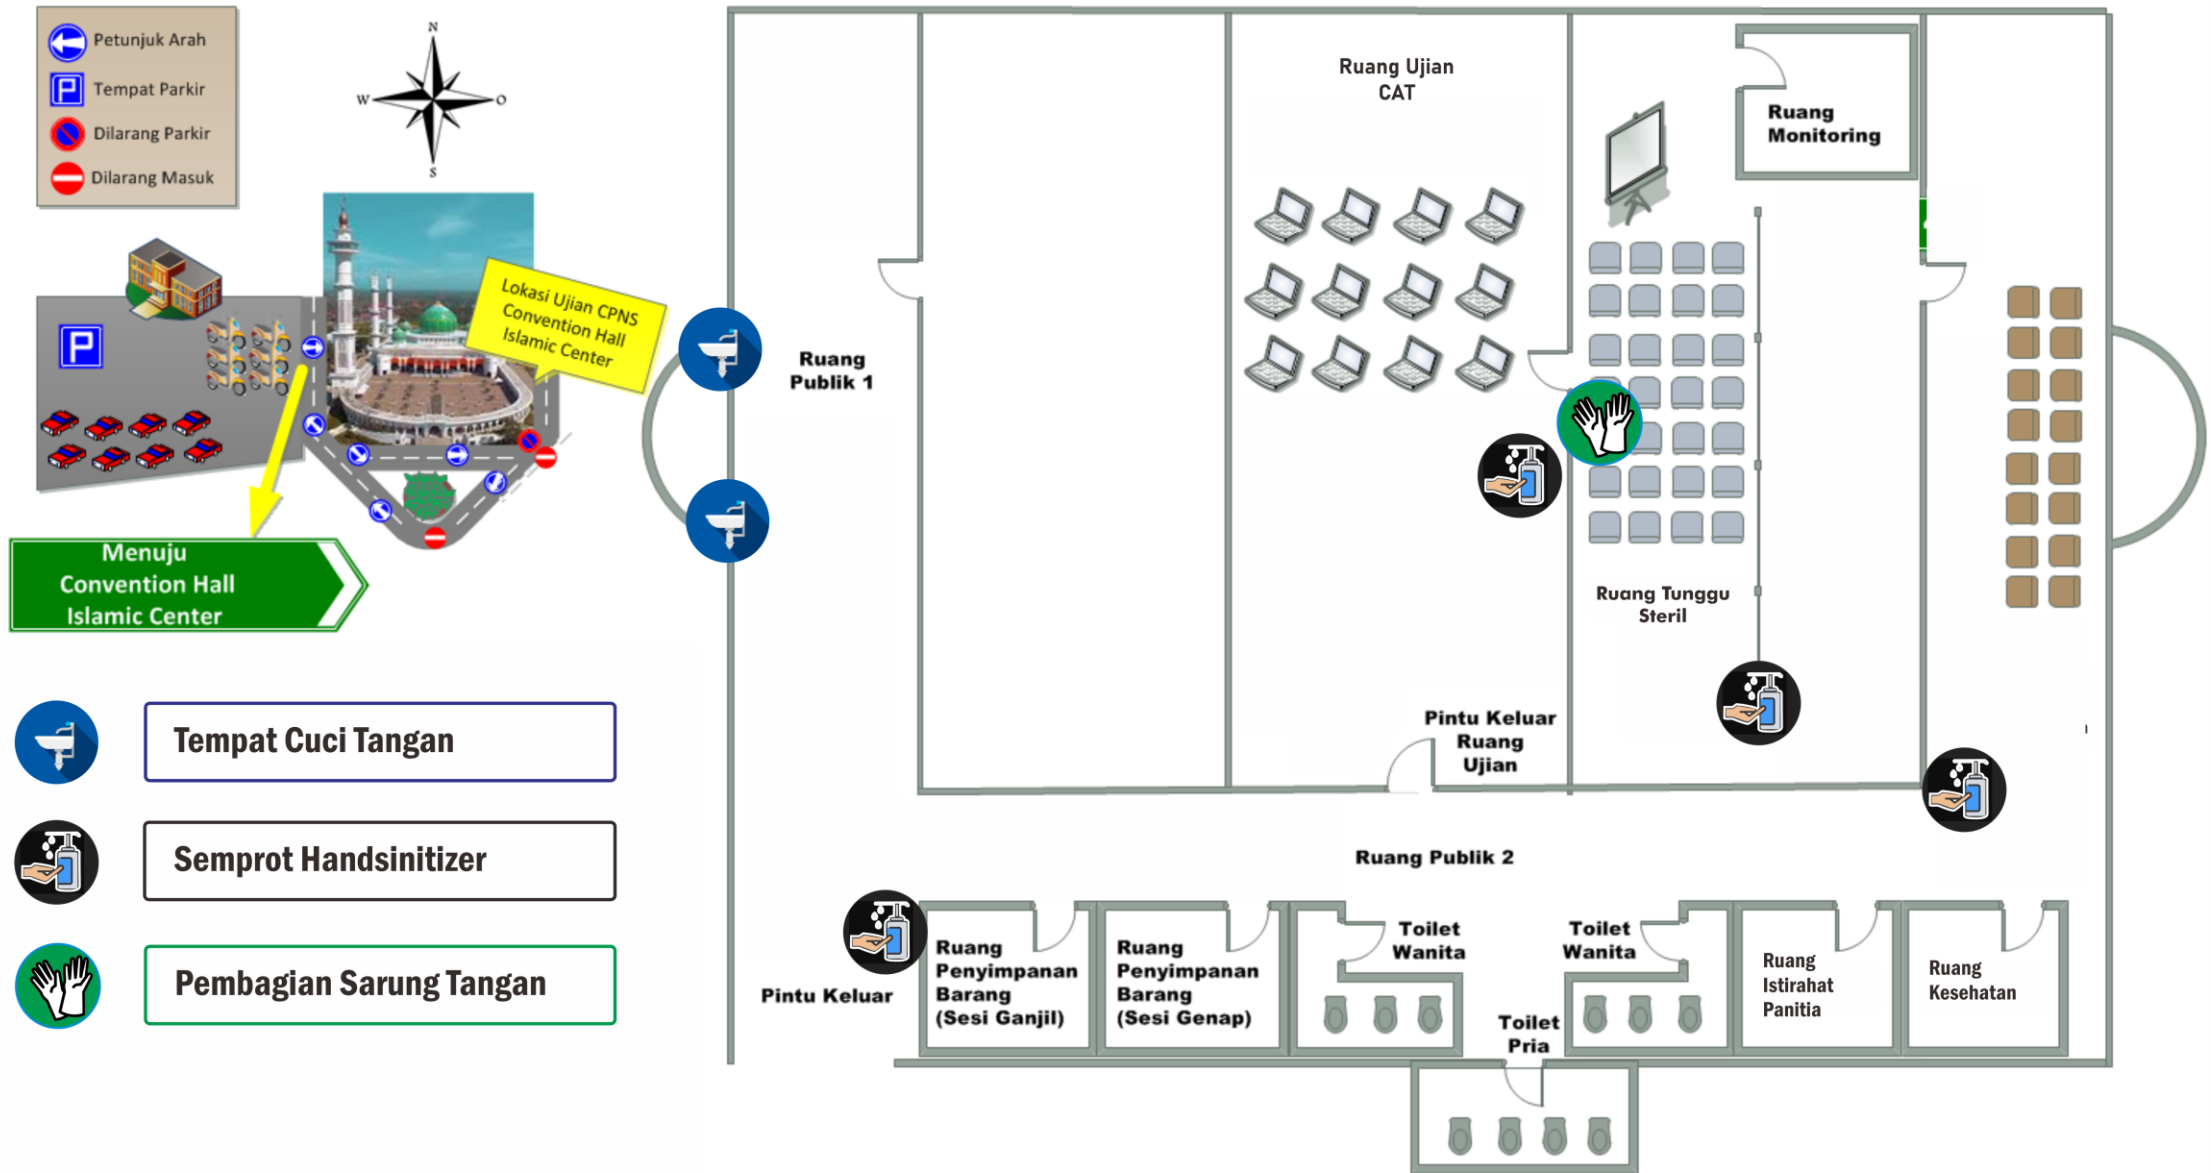 Petunjuk Arah
P
Tempat Parkir
Dilarang Parkir
Dilarang Masuk
N
W
O
S
P
Lokasi Ujian CPNS
Convention Hall
Islamic Center
Menuju
Convention Hall
Islamic Center
Tempat Cuci Tangan
Semprot Handsinitizer
Pembagian Sarung Tangan
Ruang
Publik 1
Ruang Ujian
CAT
Ruang
Monitoring
Ruang Tunggu
Steril
Pintu Keluar
Ruang
Ujian
Ruang Publik 2
Pintu Keluar
Ruang
Penyimpanan
Barang
(Sesi Ganjil)
Ruang
Penyimpanan
Barang
(Sesi Genap)
Toilet
Wanita
Toilet
Wanita
Toilet
Pria
Ruang
Istirahat
Panitia
Ruang
Kesehatan